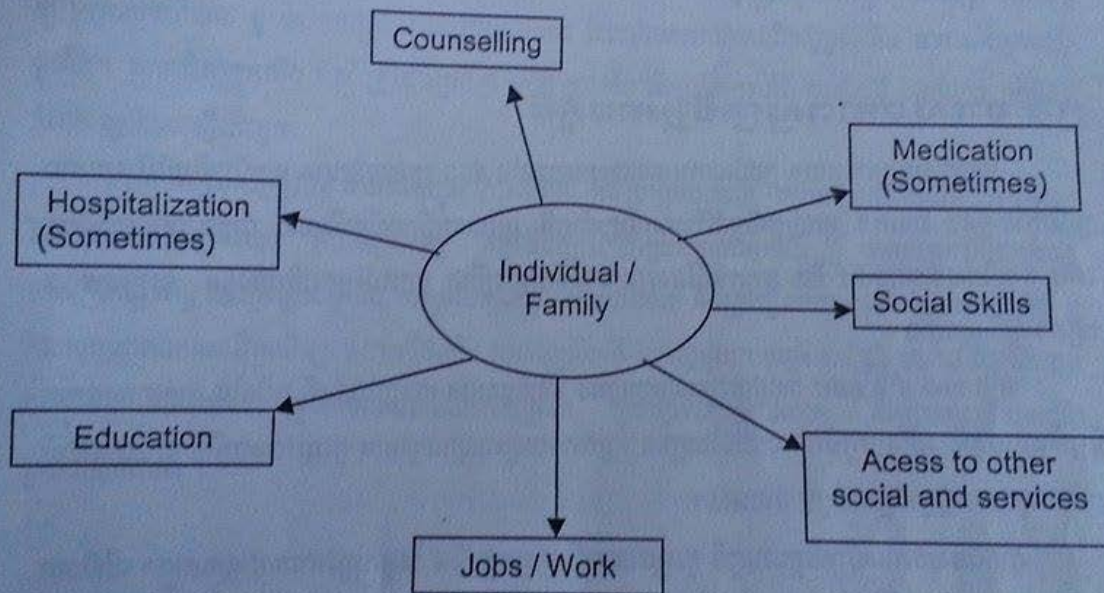 Counselling
Medication
(Sometimes)
Hospitalization
(Sometimes)
Individual /
Family
Social Skills
Education
Acess to other
social and services
Jobs / Work